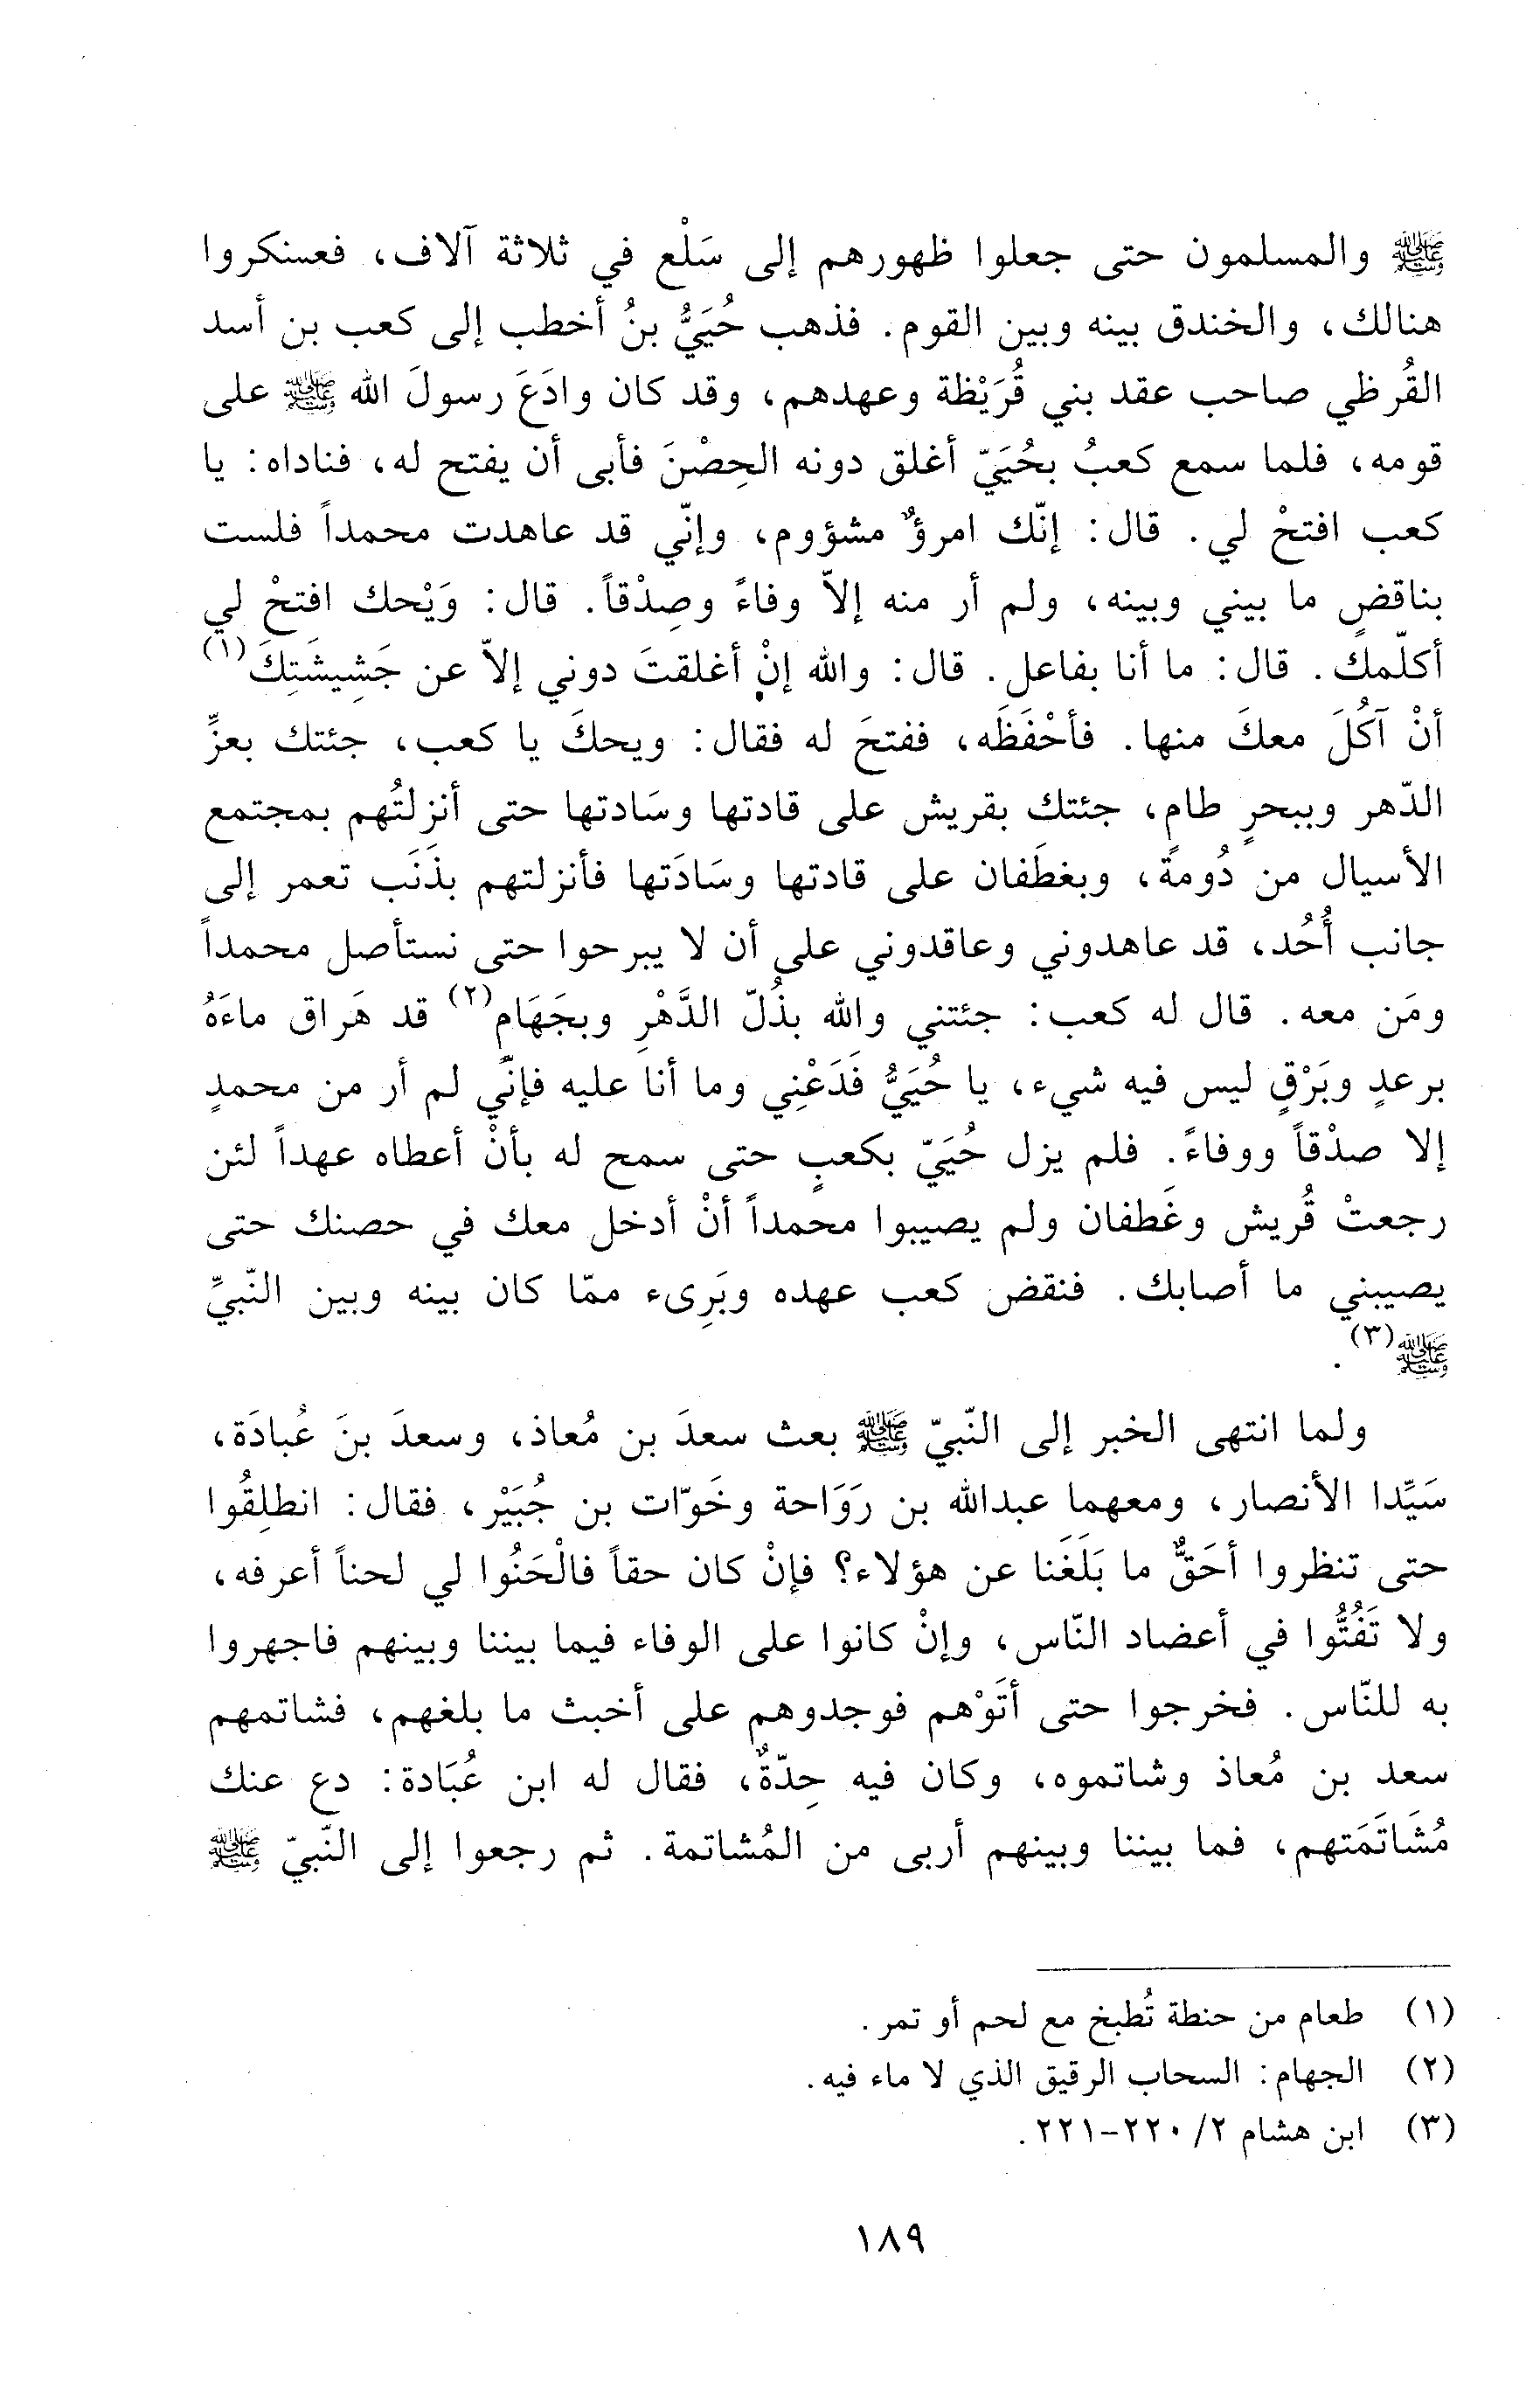 ﷺ والمسلمون حتى جعلوا ظهورهم إلى سَلْع في ثلاثة آلاف، فعسكروا
هنالك، والخندق بينه وبين القوم. فذهب حُيَيُّ بنُ أخطب إلى كعب بن أسد
القُرظي صاحب عقد بني قُرَيْظة وعهدهم، وقد كان وادَعَ رسولَ الله ﷺ على
قومه، فلما سمع كعبُ بحُيَيّ أغلق دونه الحِصْنَ فأبى أن يفتح له، فناداه: يا
كعب افتحْ لي. قال: إنّك امرؤٌ مشؤوم، وإنّي قد عاهدت محمداً فلست
بناقضٍ ما بيني وبينه، ولم أر منه إلاّ وفاءً وصِدْقاً. قال: وَيْحك افتحْ لي
أكلّمك. قال: ما أنا بفاعل. قال: والله إنْ أغلقتَ دوني إلاّ عن جَشِيشَتِكَ(١)
أنْ آكُلَ معكَ منها. فأحْفَظَه، ففتحَ له فقال: ويحكَ يا كعب، جئتك بعزِّ
الدّهر وببحرٍ طامٍ، جئتك بقريش على قادتها وسَادتها حتى أنزلتُهم بمجتمع
الأسيال من دُومةَ، وبغطَفان على قادتها وسَادَتها فأنزلتهم بذَنَب تعمر إلى
جانب أُحُد، قد عاهدوني وعاقدوني على أن لا يبرحوا حتى نستأصل محمداً
ومَن معه. قال له كعب: جئتني والله بذُلّ الدَّهْرِ وبجَهَامٍ(٢) قد هَراق ماءَهُ
برعدٍ وبَرْقٍ ليس فيه شيء، يا حُيَيُّ فَدَعْنِي وما أنا عليه فإنّي لم أر من محمدٍ
إلا صدْقاً ووفاءً. فلم يزل حُيَيّ بكعبٍ حتى سمح له بأنْ أعطاه عهداً لئن
رجعتْ قُريش وغَطفان ولم يصيبوا محمداً أنْ أدخل معك في حصنك حتى
يصيبني ما أصابك. فنقض كعب عهده وبَرِىء ممّا كان بينه وبين النّبيِّ
ﷺ(٣).
ولما انتهى الخبر إلى النّبيّ ﷺ بعث سعدَ بن مُعاذ، وسعدَ بنَ عُبادَة،
سَيِّدا الأنصار، ومعهما عبدالله بن رَوَاحة وخَوّات بن جُبَيْر، فقال: انطلِقُوا
حتى تنظروا أحَقٌّ ما بَلَغَنا عن هؤلاء؟ فإنْ كان حقاً فالْحَنُوا لي لحناً أعرفه،
ولا تَفُتُّوا في أعضاد النّاس، وإنْ كانوا على الوفاء فيما بيننا وبينهم فاجهروا
به للنّاس. فخرجوا حتى أتَوْهم فوجدوهم على أخبث ما بلغهم، فشاتمهم
سعد بن مُعاذ وشاتموه، وكان فيه حِدّةٌ، فقال له ابن عُبَادة: دع عنك
مُشَاتَمَتهم، فما بيننا وبينهم أربى من المُشاتمة. ثم رجعوا إلى النّبيّ ﷺ
(١) طعام من حنطة تُطبخ مع لحم أو تمر.
(٢) الجهام: السحاب الرقيق الذي لا ماء فيه.
(٣) ابن هشام ٢/ ٢٢٠-٢٢١.
١٨٩